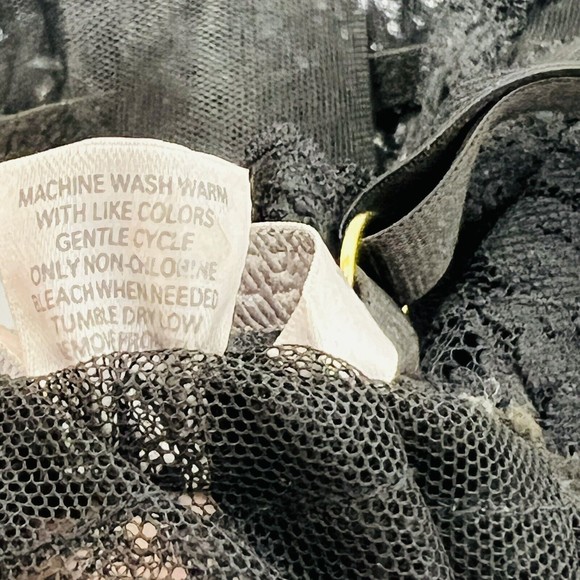 MACHINE WASH WARM
WITH LIKE COLORS
GENTLE CYCLE
ONLY NON-CHLORINE
BLEACH WHEN NEEDED
TUMBLE DRY LOW